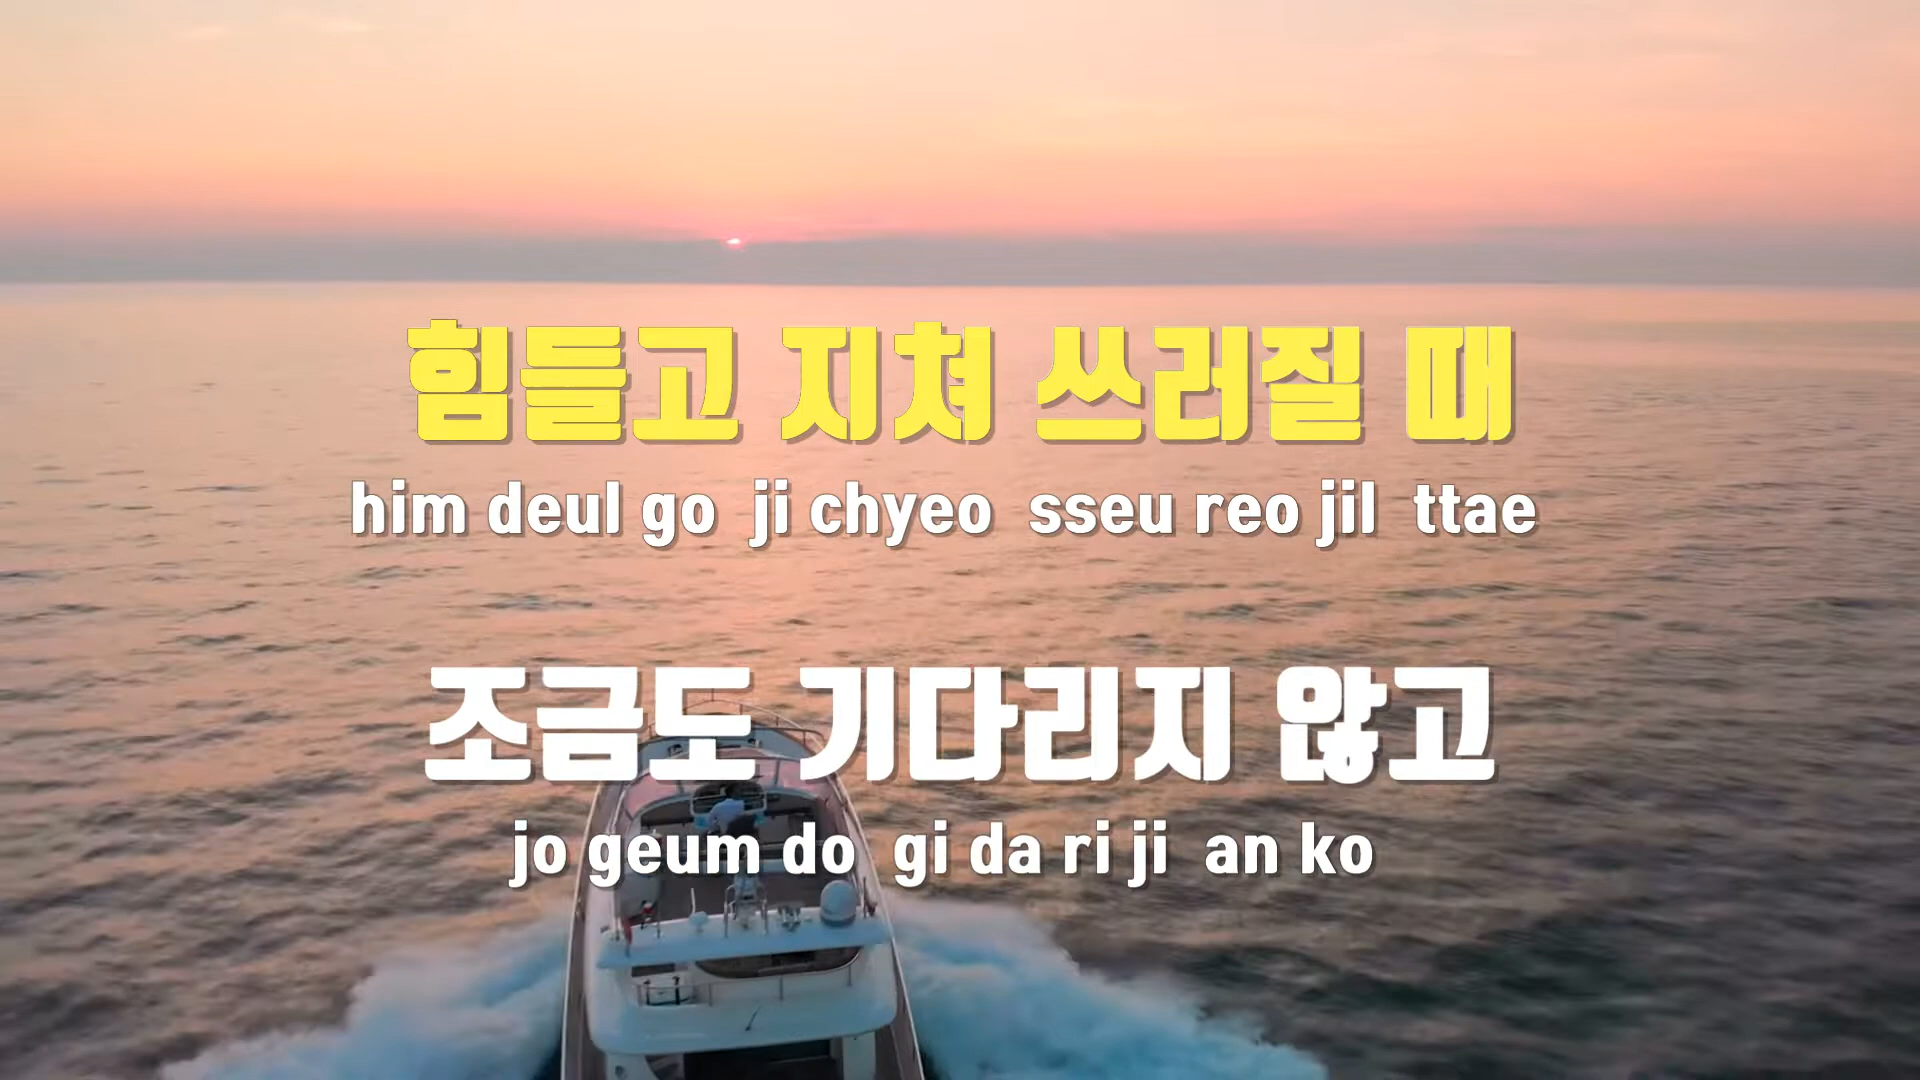 힘들고 지쳐 쓰러질 때
him deul go ji chyeo sseu reo jil ttae
조금도 기다리지 않고
jo geum do gi da ri ji an ko